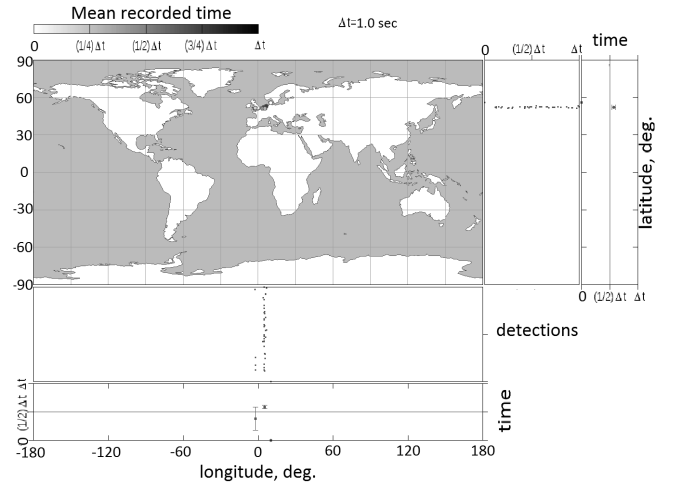 Mean recorded time
Δt=1.0 sec
0 (1/4)Δt (1/2)Δt (3/4)Δt Δt
0 (1/2)Δt Δt
time
90
60
30
0
-30
-60
-90
latitude, deg.
0 (1/2)Δt Δt
detections
0 (1/2)Δt Δt
time
-180 -120 -60 0 60 120 180
longitude, deg.